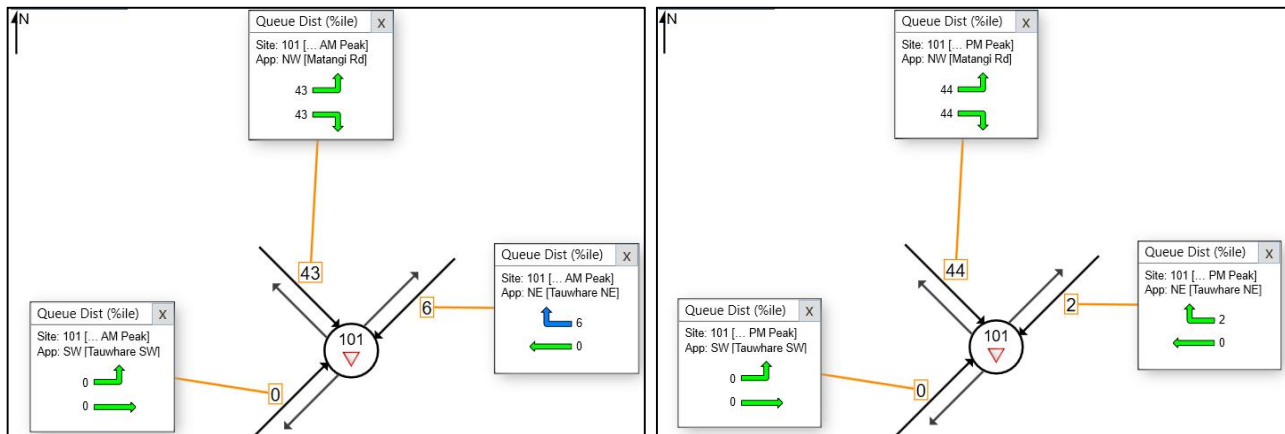 N
Queue Dist (%ile) x
Site: 101 [... AM Peak]
App: NW [Matangi Rd]
43
43
43
Queue Dist (%ile) x
Site: 101 [... AM Peak]
App: NE [Tauwhare NE]
6
0
6
Queue Dist (%ile) x
Site: 101 [... AM Peak]
App: SW [Tauwhare SW]
0
0
0
101
N
Queue Dist (%ile) x
Site: 101 [... PM Peak]
App: NW [Matangi Rd]
44
44
44
Queue Dist (%ile) x
Site: 101 [... PM Peak]
App: NE [Tauwhare NE]
2
0
2
Queue Dist (%ile) x
Site: 101 [... PM Peak]
App: SW [Tauwhare SW]
0
0
0
101